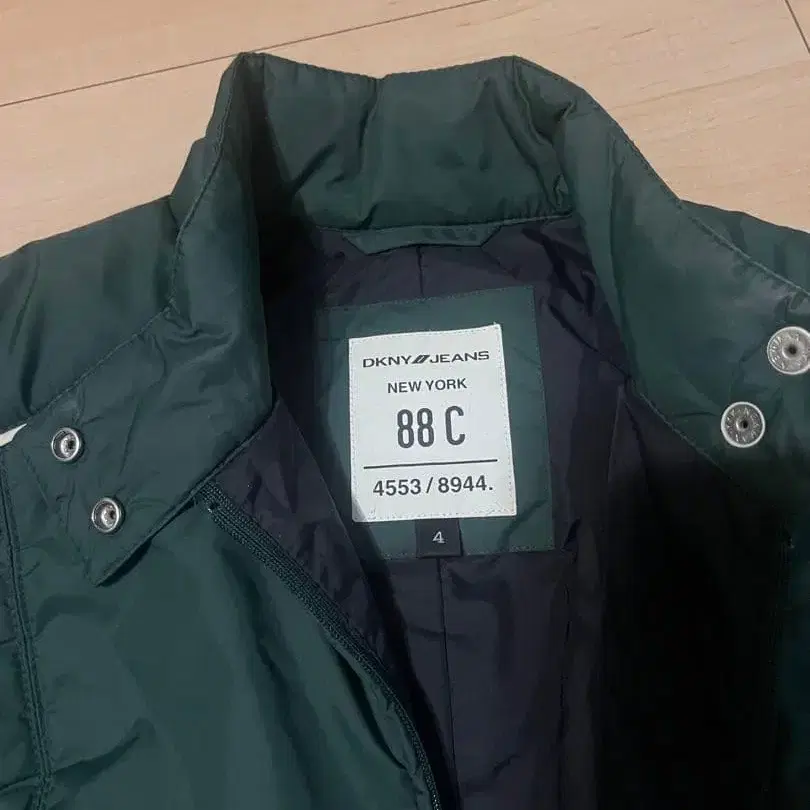 DKNY JEANS
NEW YORK
88 C
4553 / 8944.
4